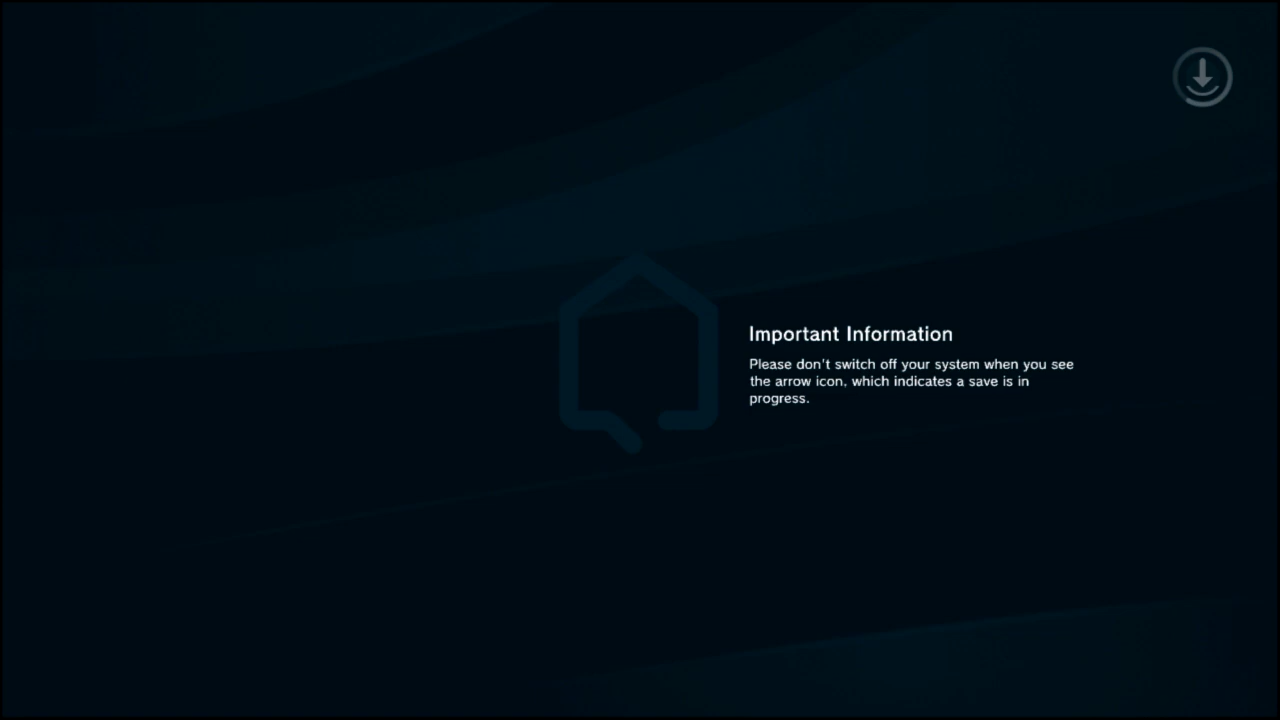 Important Information
Please don't switch off your system when you see
the arrow icon, which indicates a save is in
progress.